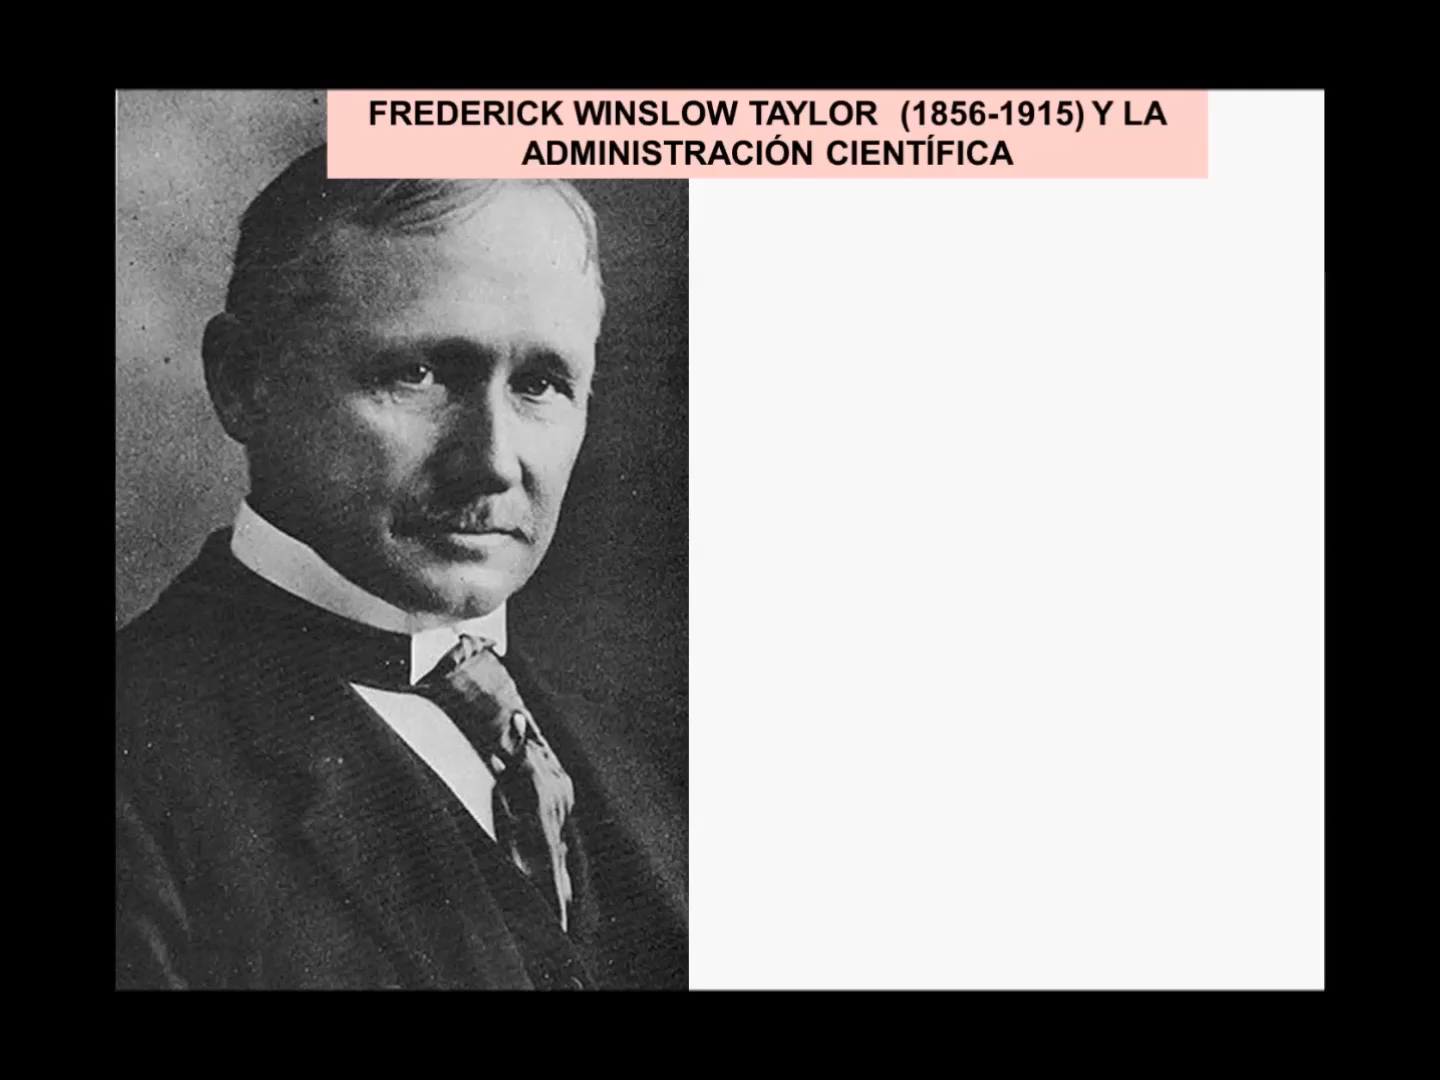 FREDERICK WINSLOW TAYLOR (1856-1915) Y LA
ADMINISTRACIÓN CIENTÍFICA